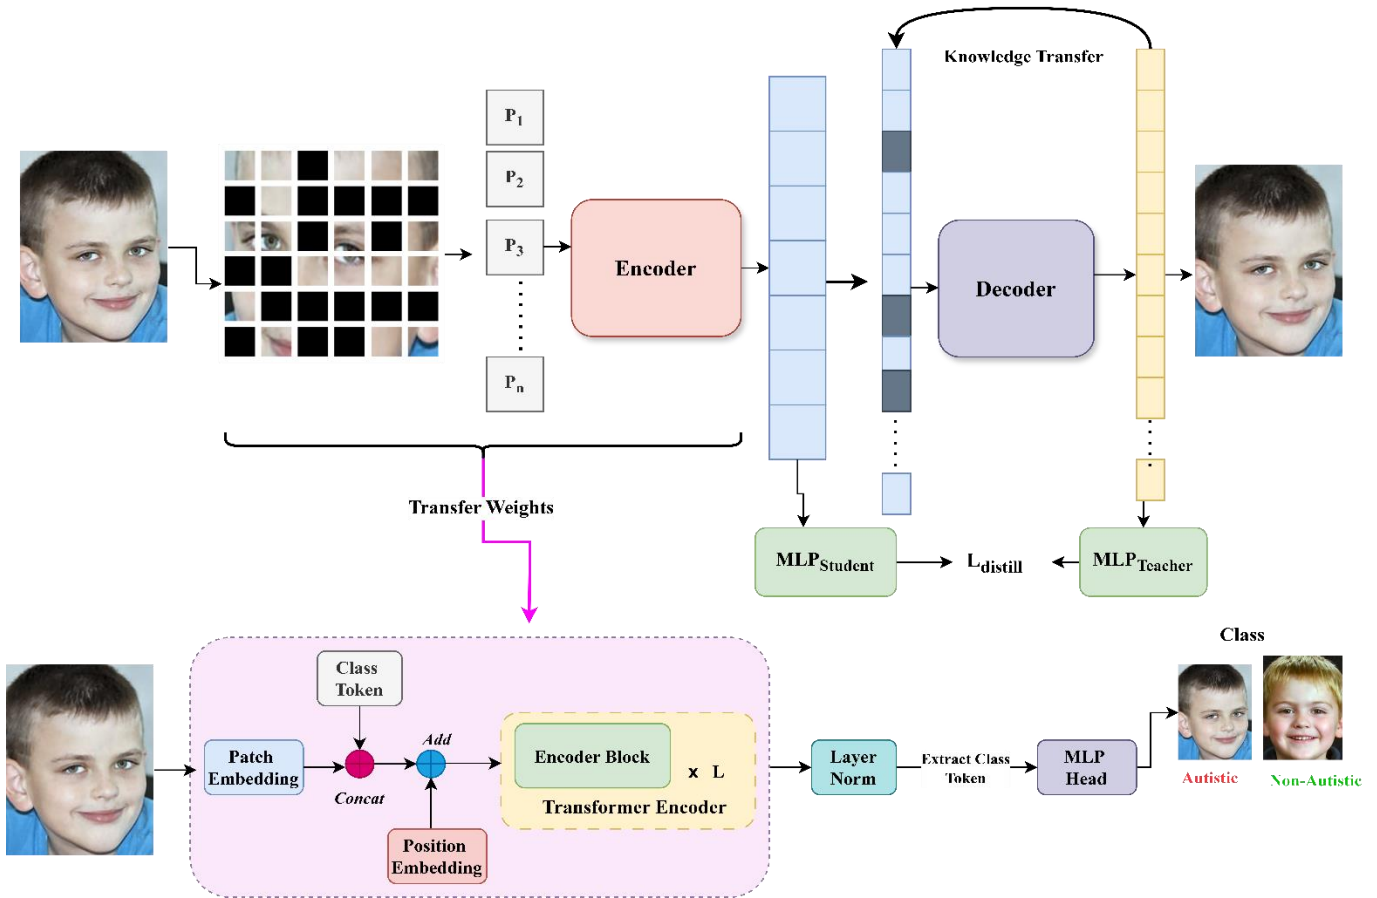 Knowledge Transfer
P1
P2
P3
Pn
Encoder
Decoder
Transfer Weights
MLPStudent
Ldistill
MLPTeacher
Class
Class
Token
Patch
Embedding
Concat
Add
Position
Embedding
Encoder Block
x L
Transformer Encoder
Layer
Norm
Extract Class
Token
MLP
Head
Autistic
Non-Autistic